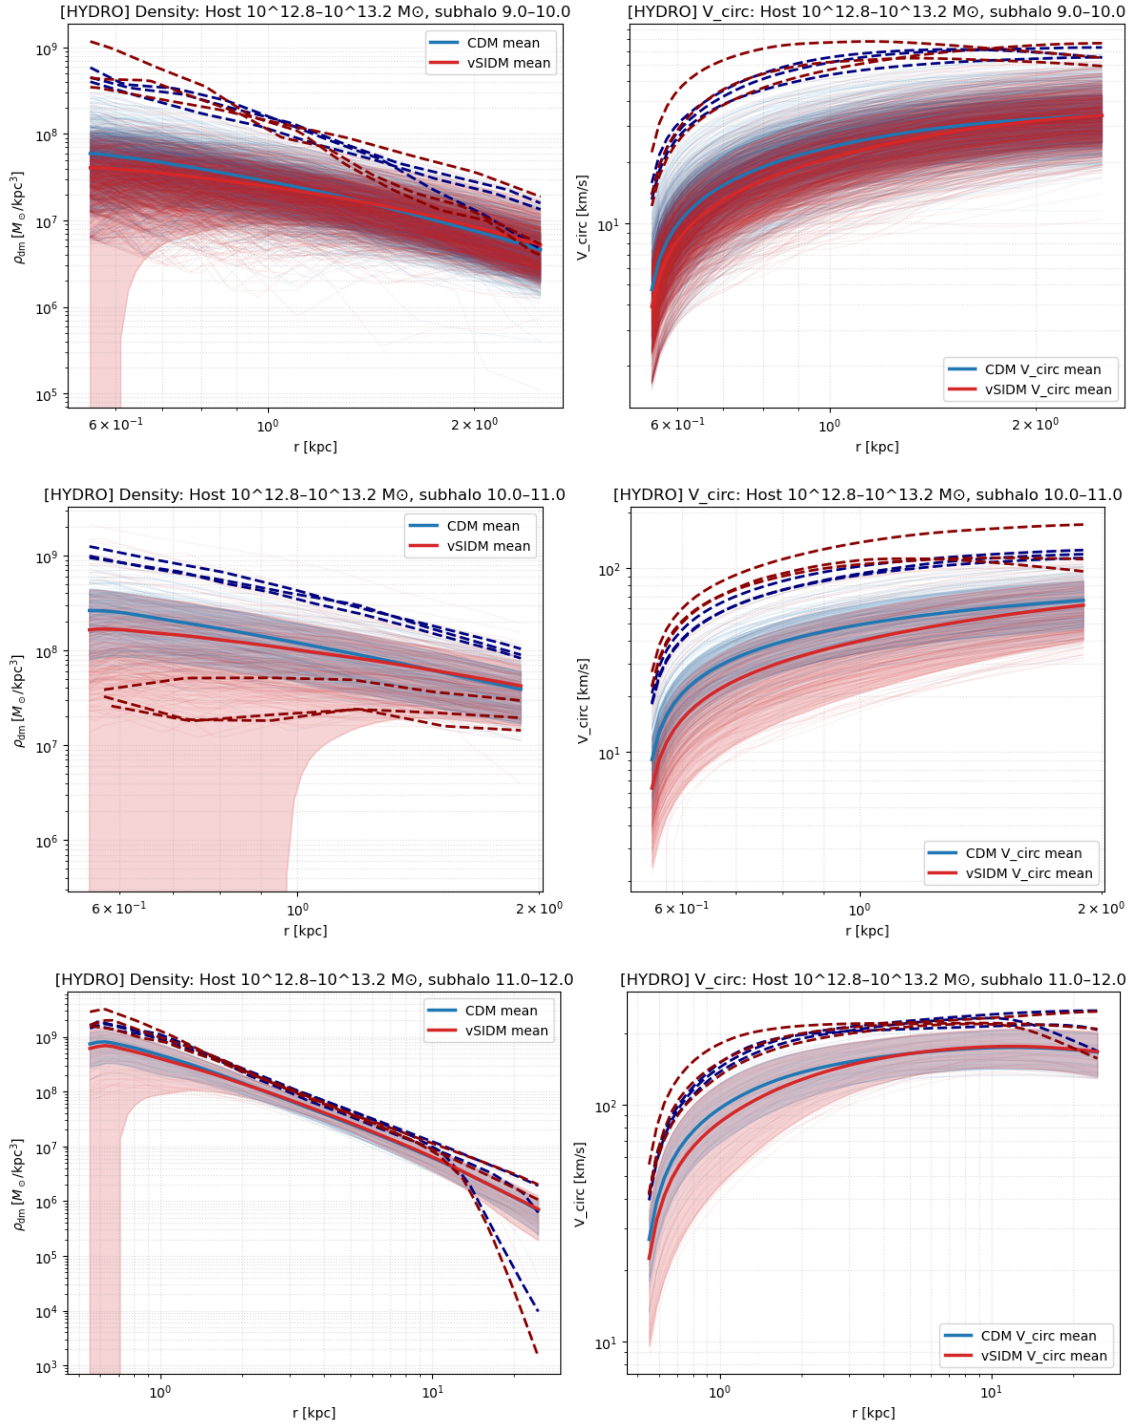 [HYDRO] Density: Host 10^12.8–10^13.2 M⊙, subhalo 9.0–10.0
CDM mean
vSIDM mean
10⁹
10⁸
10⁷
10⁶
10⁵
ρdm [M⊙/kpc³]
6 × 10⁻¹
10⁰
2 × 10⁰
r [kpc]
[HYDRO] V_circ: Host 10^12.8–10^13.2 M⊙, subhalo 9.0–10.0
10¹
V_circ [km/s]
CDM V_circ mean
vSIDM V_circ mean
6 × 10⁻¹
10⁰
2 × 10⁰
r [kpc]
[HYDRO] Density: Host 10^12.8–10^13.2 M⊙, subhalo 10.0–11.0
CDM mean
vSIDM mean
10⁹
10⁸
10⁷
10⁶
ρdm [M⊙/kpc³]
6 × 10⁻¹
10⁰
2 × 10⁰
r [kpc]
[HYDRO] V_circ: Host 10^12.8–10^13.2 M⊙, subhalo 10.0–11.0
10²
10¹
V_circ [km/s]
CDM V_circ mean
vSIDM V_circ mean
6 × 10⁻¹
10⁰
2 × 10⁰
r [kpc]
[HYDRO] Density: Host 10^12.8–10^13.2 M⊙, subhalo 11.0–12.0
CDM mean
vSIDM mean
10⁹
10⁸
10⁷
10⁶
10⁵
10⁴
10³
ρdm [M⊙/kpc³]
10⁰
10¹
r [kpc]
[HYDRO] V_circ: Host 10^12.8–10^13.2 M⊙, subhalo 11.0–12.0
10²
10¹
V_circ [km/s]
CDM V_circ mean
vSIDM V_circ mean
10⁰
10¹
r [kpc]